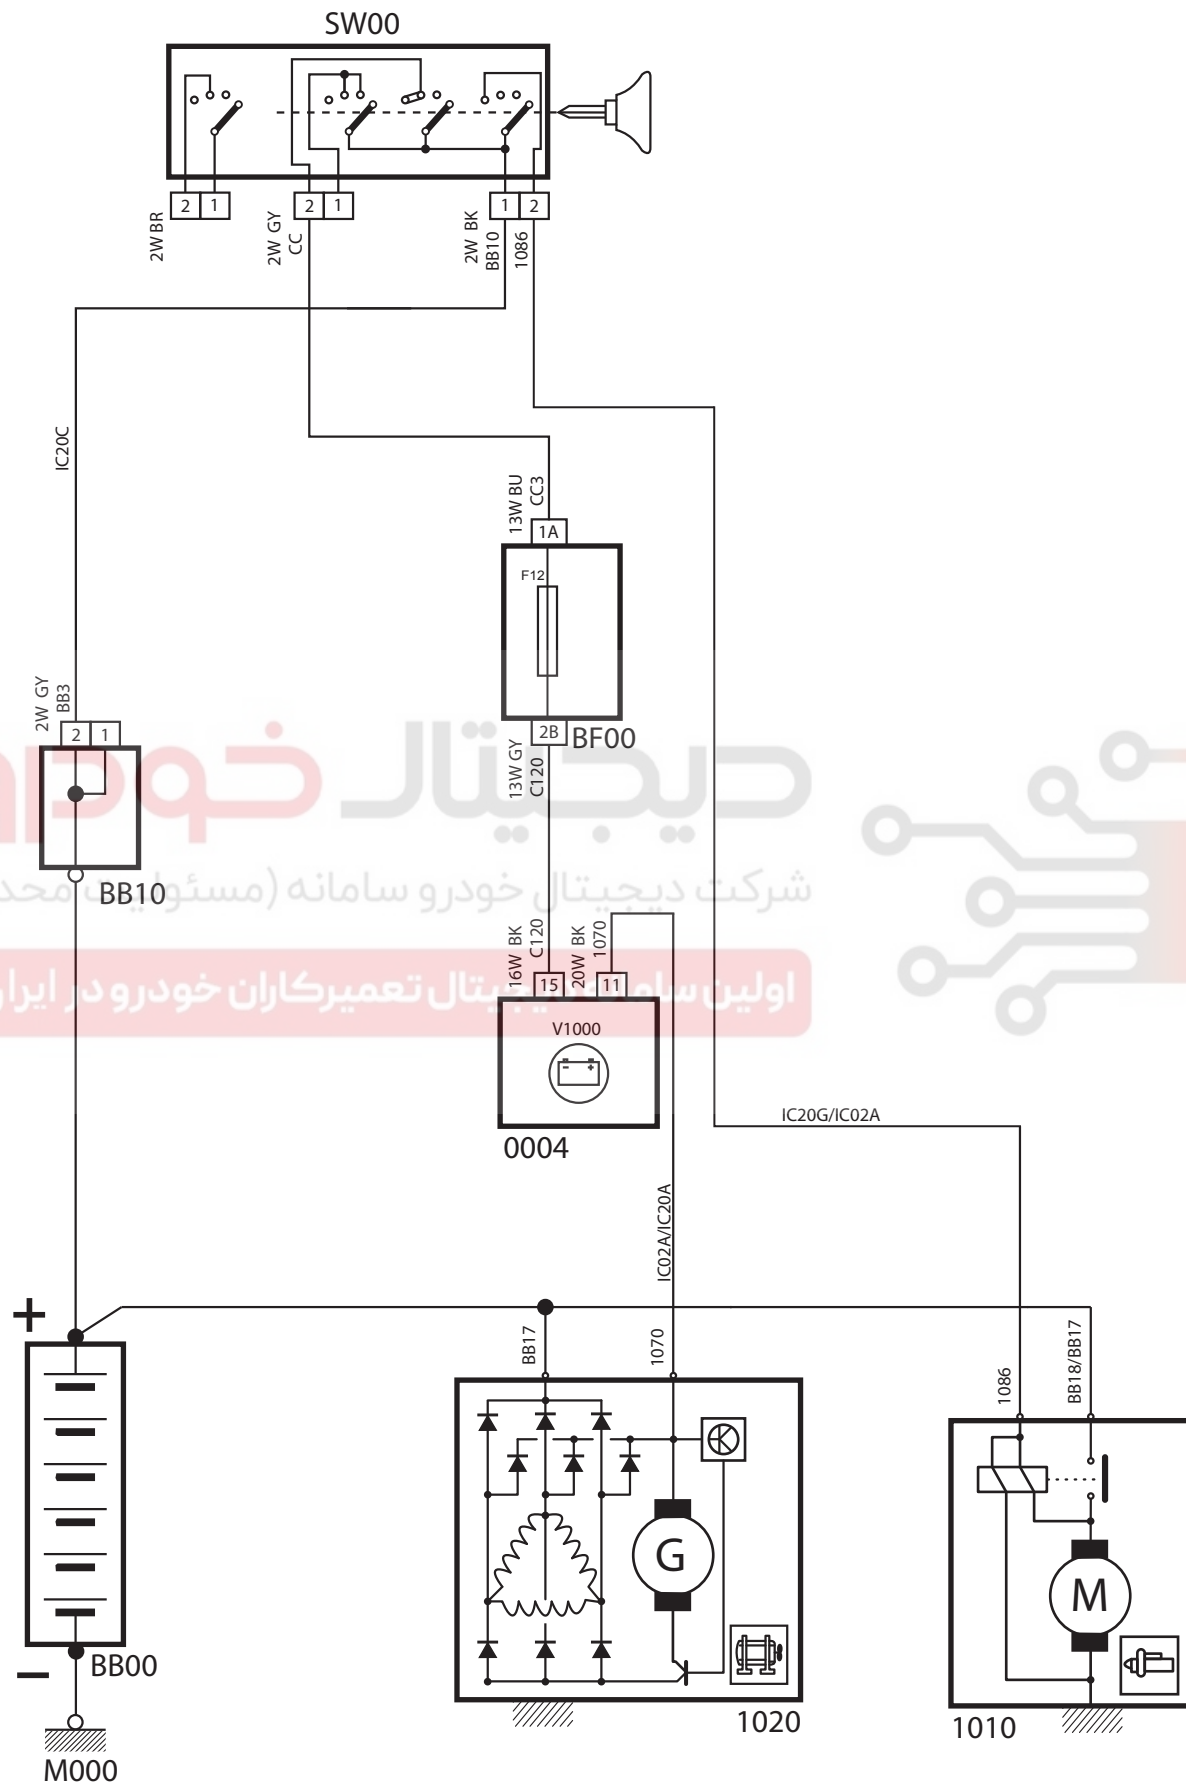 SW00
2 1
2 1
1 2
2W BR
2W GY
CC
2W BK
BB10
1086
IC20C
13W BU
CC3
1A
F12
2W GY
BB3
2 1
2B
BF00
13W GY
C120
دیجیتال خودرو
BB10
شرکت دیجیتال خودرو سامانه (مسئولیت محد
16W BK
C120
20W BK
1070
15
11
اولین سامانه دیجیتال تعمیرکاران خودرو در ایران
V1000
- +
0004
IC20G/IC02A
IC02A/IC20A
+
BB17
1070
1086
BB18/BB17
G
M
−
BB00
1020
1010
M000